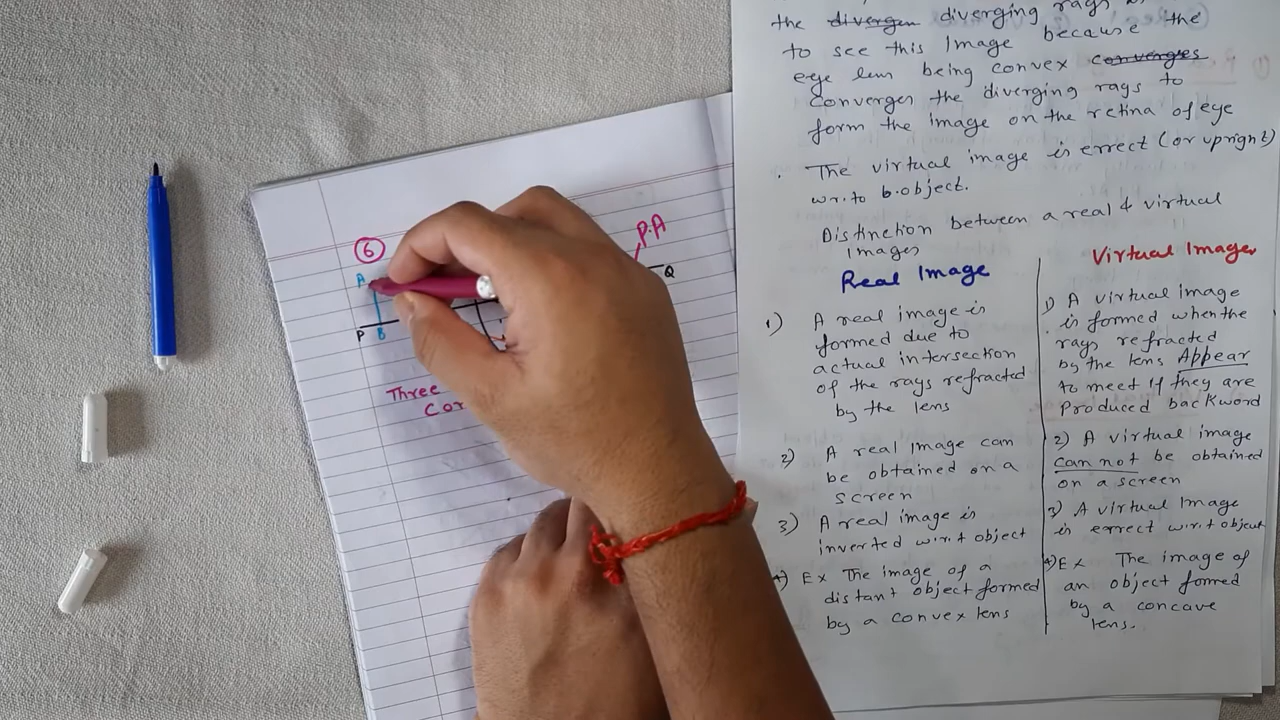 6
P.A
A
Q
P
B
Three
Co
the divergen diverging rays
to see this Image because the
eye lens being convex converges
converges the diverging rays to
form the image on the retina of eye
. The virtual image is errect (or upright)
w.r.to b.object.
Distinction between a real & virtual
Images
Real Image
1) A real image is
formed due to
actual intersection
of the rays refracted
by the lens
2) A real Image can
be obtained on a
screen
3) A real image is
inverted w.r.t object
4) Ex The image of a
distant object formed
by a convex lens
Virtual Images
1) A virtual image
is formed when the
rays refracted
by the lens Appear
to meet if they are
Produced backword
2) A virtual image
can not be obtained
on a screen
3) A virtual Image
is errect w.r.t object
4) Ex The image of
an object formed
by a concave
lens.